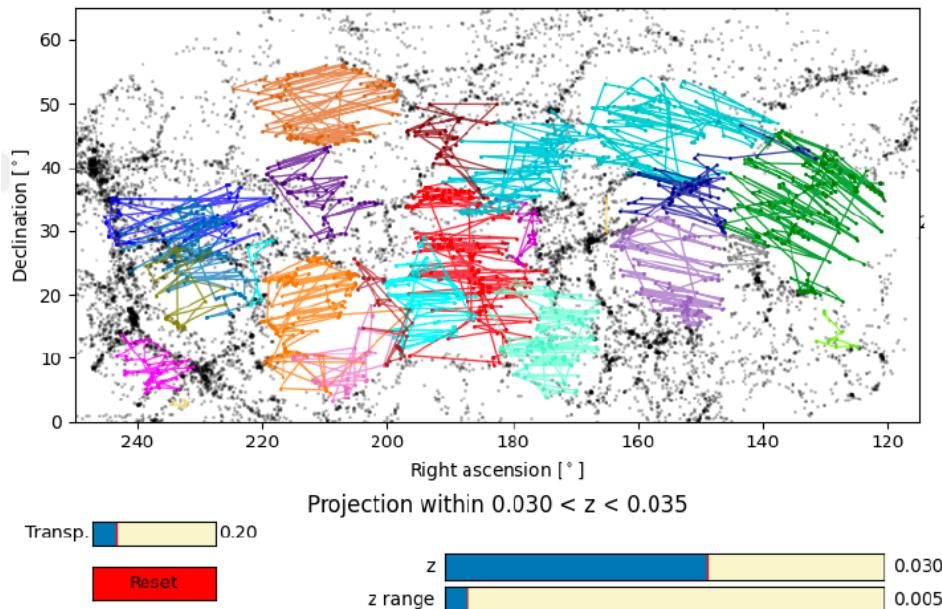 60
50
40
30
20
10
0
Declination [°]
240 220 200 180 160 140 120
Right ascension [°]
Projection within 0.030 < z < 0.035
Transp. 0.20
Reset
z 0.030
z range 0.005